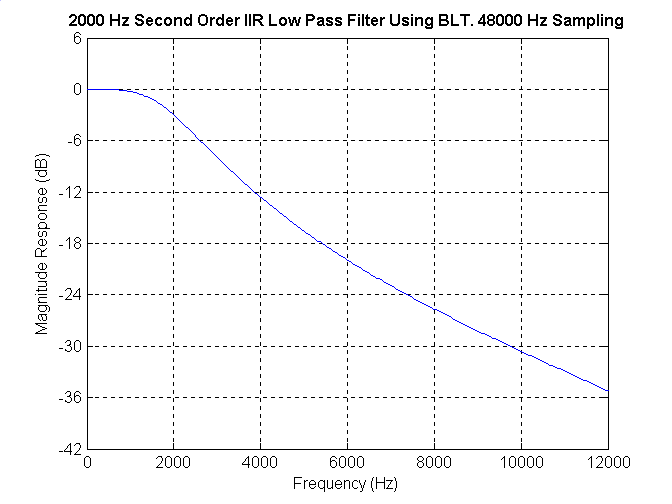 2000 Hz Second Order IIR Low Pass Filter Using BLT. 48000 Hz Sampling
6
0
-6
-12
-18
-24
-30
-36
-42
Magnitude Response (dB)
0 2000 4000 6000 8000 10000 12000
Frequency (Hz)